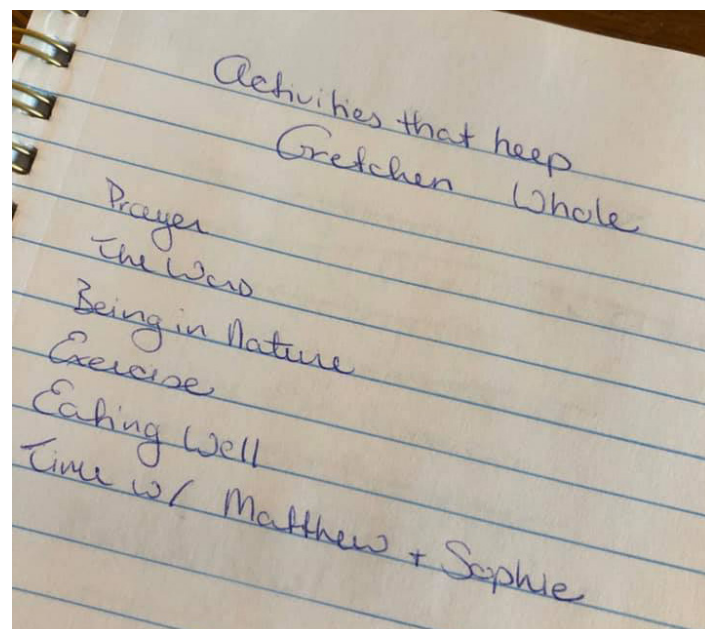 Activities that keep
Gretchen Whole
Prayer
The Word
Being in Nature
Exercise
Eating Well
Time w/ Matthew + Sophie